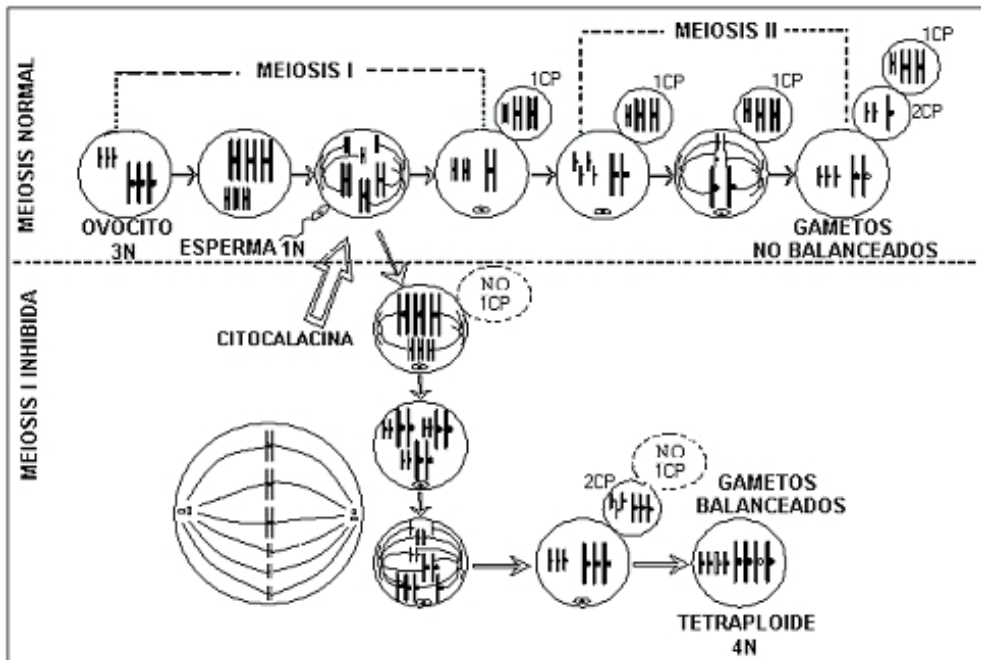 MEIOSIS NORMAL
MEIOSIS I
MEIOSIS II
1CP
1CP
1CP
1CP
2CP
OVOCITO
3N
ESPERMA 1N
GAMETOS
NO BALANCEADOS
MEIOSIS I INHIBIDA
CITOCALACINA
NO
1CP
NO
1CP
2CP
GAMETOS
BALANCEADOS
TETRAPLOIDE
4N